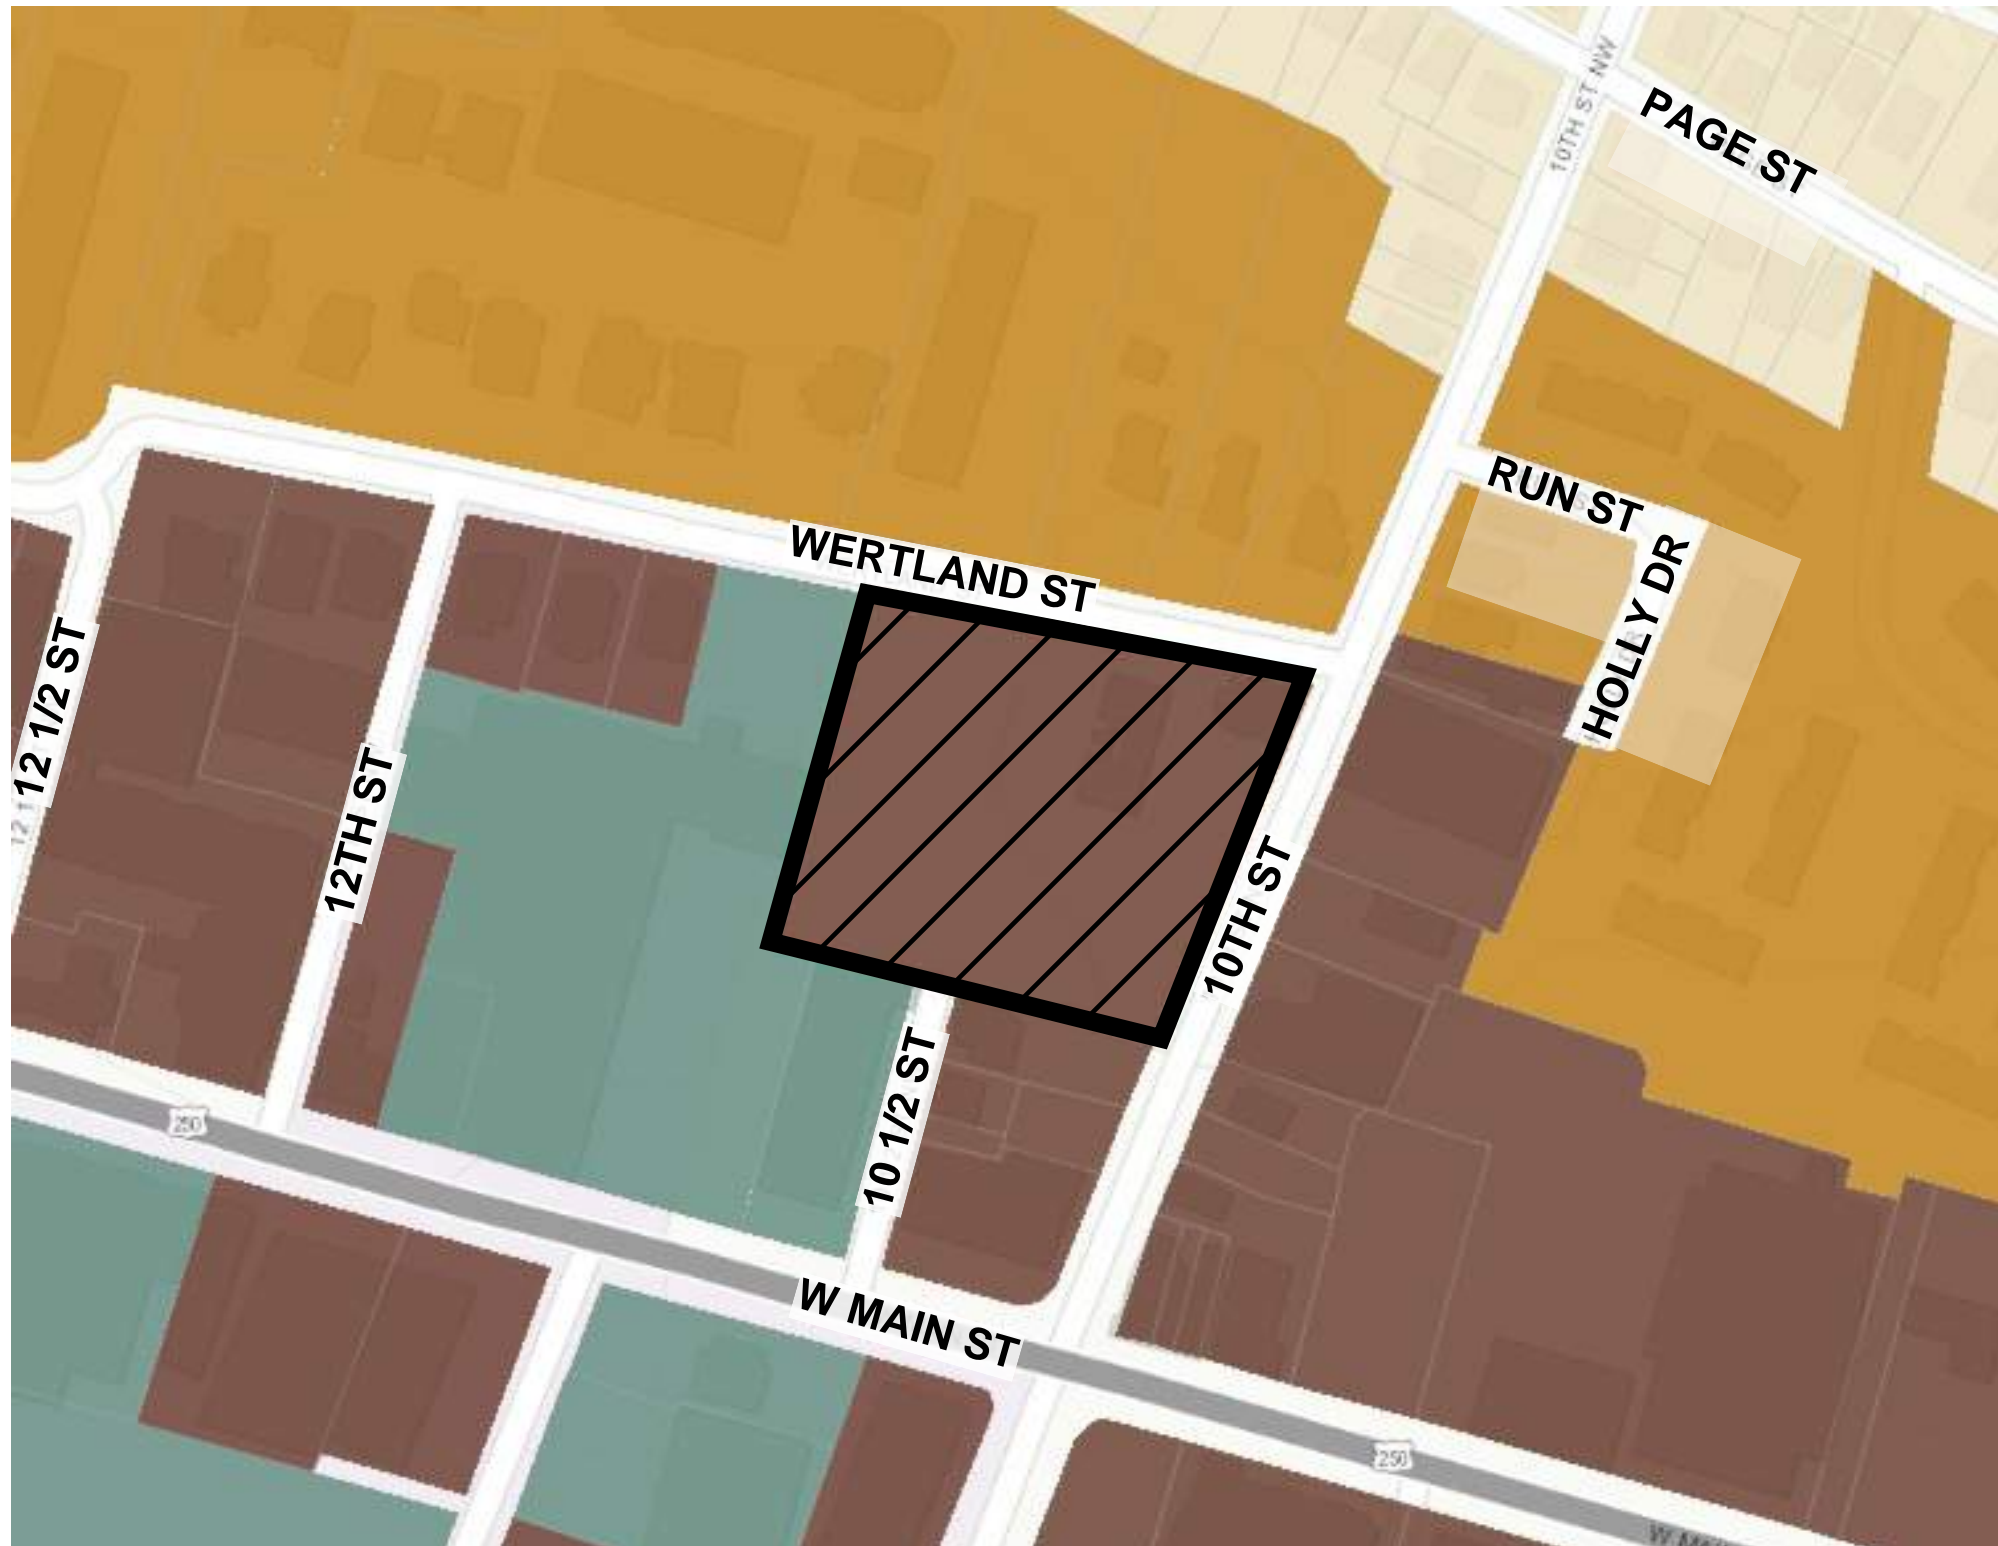 10TH ST NW
PAGE ST
RUN ST
HOLLY DR
WERTLAND ST
12 1/2 ST
12TH ST
10TH ST
10 1/2 ST
250
W MAIN ST
250